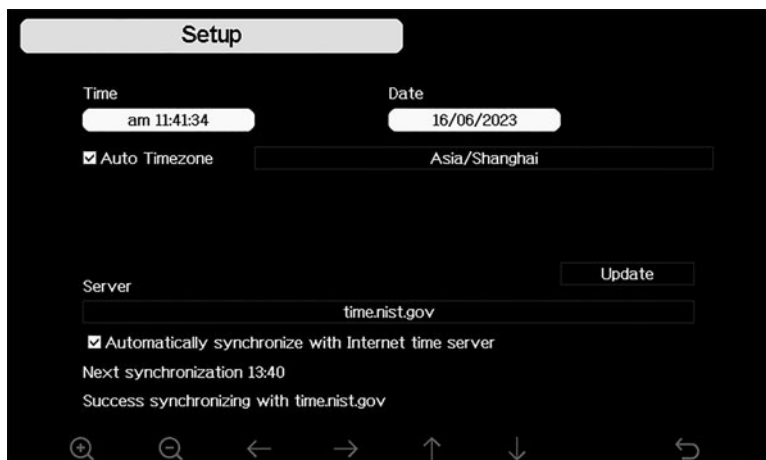 Setup
Time Date
am 11:41:34 16/06/2023
Auto Timezone Asia/Shanghai
Update
Server
time.nist.gov
Automatically synchronize with Internet time server
Next synchronization 13:40
Success synchronizing with time.nist.gov